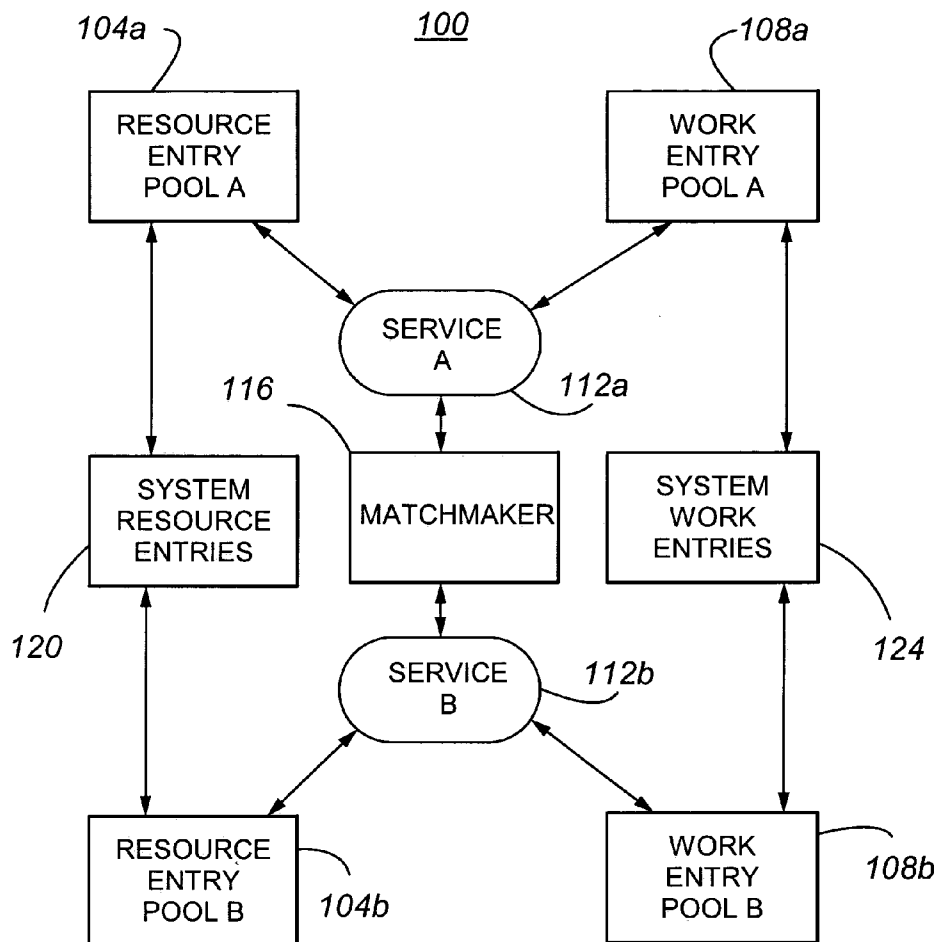 104a
100
108a
RESOURCE
ENTRY
POOL A
WORK
ENTRY
POOL A
SERVICE
A
112a
116
SYSTEM
RESOURCE
ENTRIES
MATCHMAKER
SYSTEM
WORK
ENTRIES
120
124
SERVICE
B
112b
RESOURCE
ENTRY
POOL B
104b
WORK
ENTRY
POOL B
108b